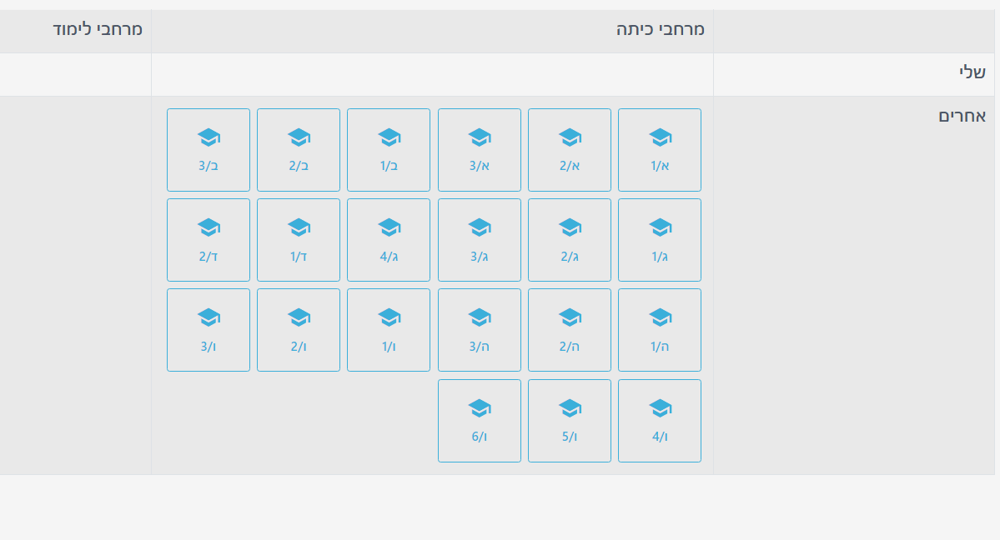 מרחבי כיתה מרחבי לימוד
שלי
אחרים
א/1 א/2 א/3 ב/1 ב/2 ב/3
ג/1 ג/2 ג/3 ג/4 ד/1 ד/2
ה/1 ה/2 ה/3 ו/1 ו/2 ו/3
ו/4 ו/5 ו/6